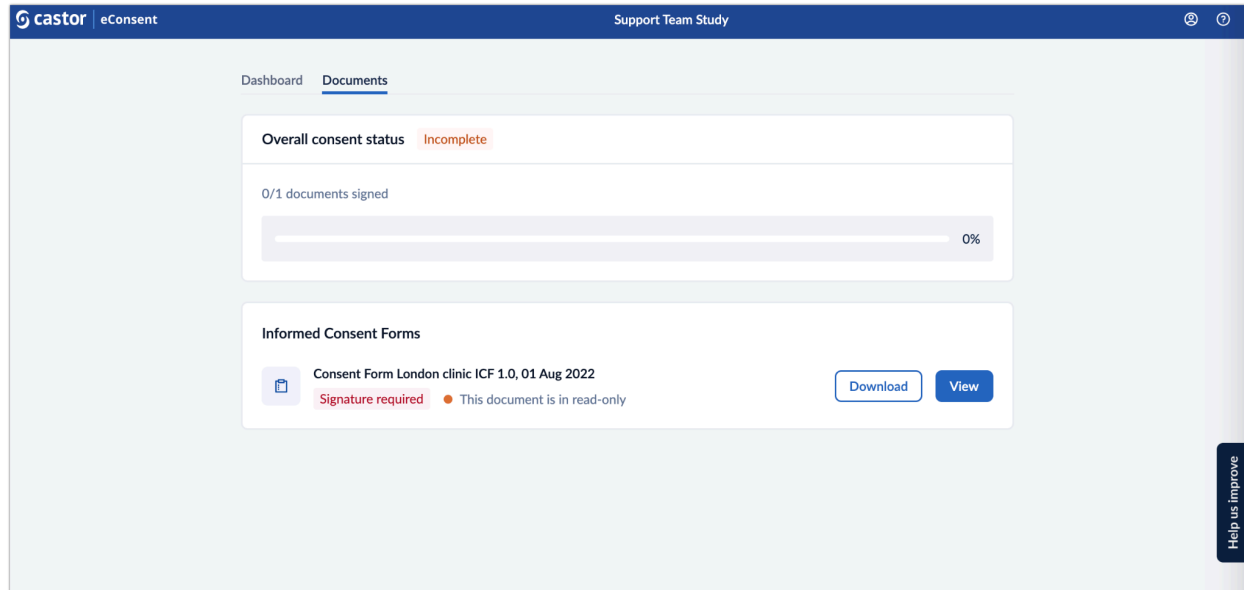 castor eConsent Support Team Study
Dashboard Documents
Overall consent status Incomplete
0/1 documents signed
0%
Informed Consent Forms
Consent Form London clinic ICF 1.0, 01 Aug 2022
Signature required This document is in read-only
Download View
Help us improve